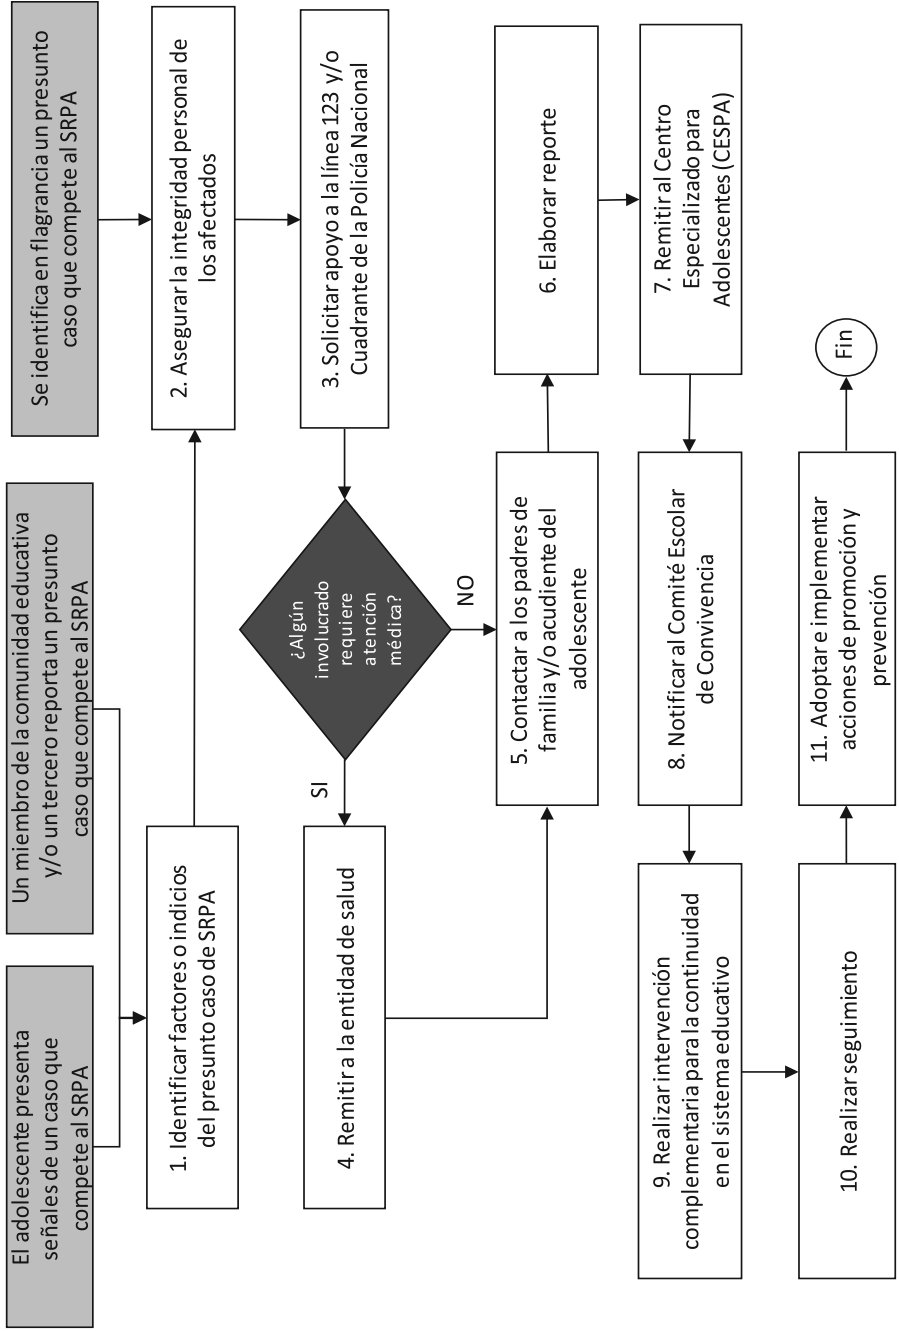 El adolescente presenta
señales de un caso que
compete al SRPA
Un miembro de la comunidad educativa
y/o un tercero reporta un presunto
caso que compete al SRPA
Se identifica en flagrancia un presunto
caso que compete al SRPA
1. Identificar factores o indicios
del presunto caso de SRPA
2. Asegurar la integridad personal de
los afectados
3. Solicitar apoyo a la línea 123 y/o
Cuadrante de la Policía Nacional
¿Algún
involucrado
requiere
atención
médica?
SI
NO
4. Remitir a la entidad de salud
5. Contactar a los padres de
familia y/o acudiente del
adolescente
6. Elaborar reporte
7. Remitir al Centro
Especializado para
Adolescentes (CESPA)
8. Notificar al Comité Escolar
de Convivencia
9. Realizar intervención
complementaria para la continuidad
en el sistema educativo
10. Realizar seguimiento
11. Adoptar e implementar
acciones de promoción y
prevención
Fin